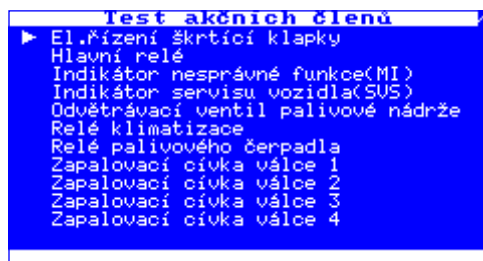 Test akčních členů
El.řízení škrtící klapky
Hlavní relé
Indikátor nesprávné funkce(MI)
Indikátor servisu vozidla(SVS)
Odvětrávací ventil palivové nádrže
Relé klimatizace
Relé palivového čerpadla
Zapalovací cívka válce 1
Zapalovací cívka válce 2
Zapalovací cívka válce 3
Zapalovací cívka válce 4